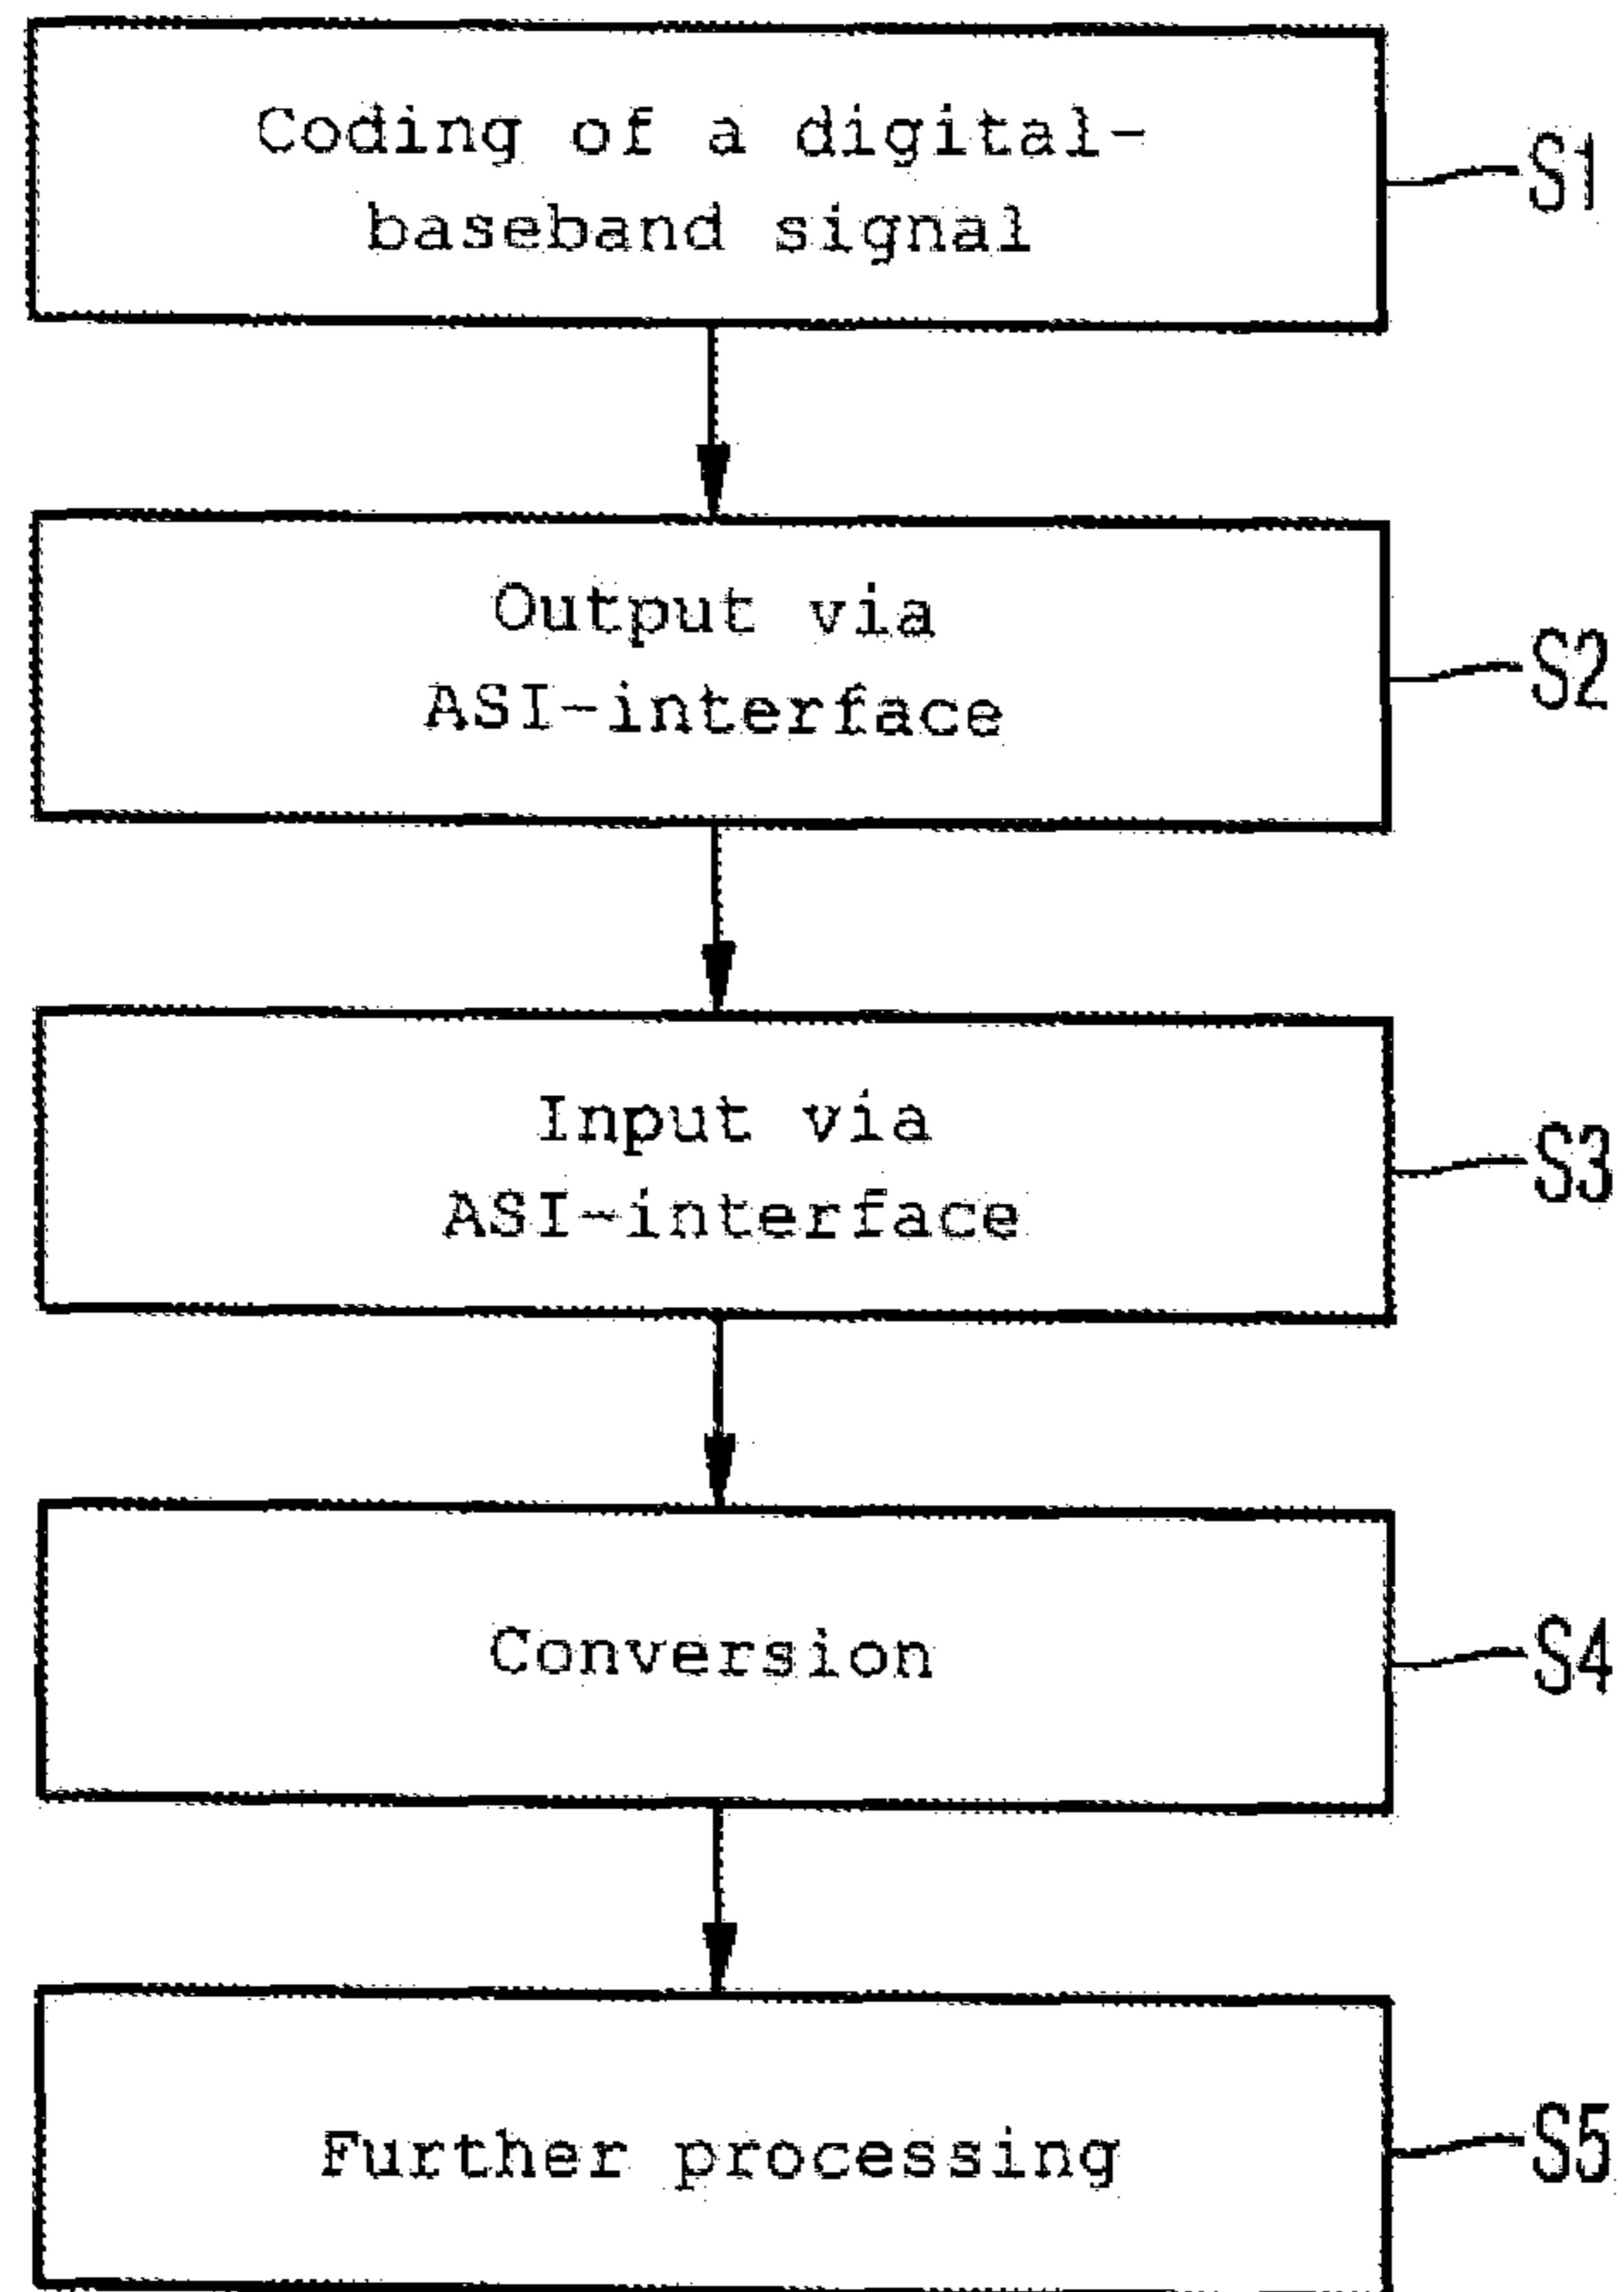 Coding of a digital-
baseband signal
S1
Output via
ASI-interface
S2
Input via
ASI-interface
S3
Conversion
S4
Further processing
S5